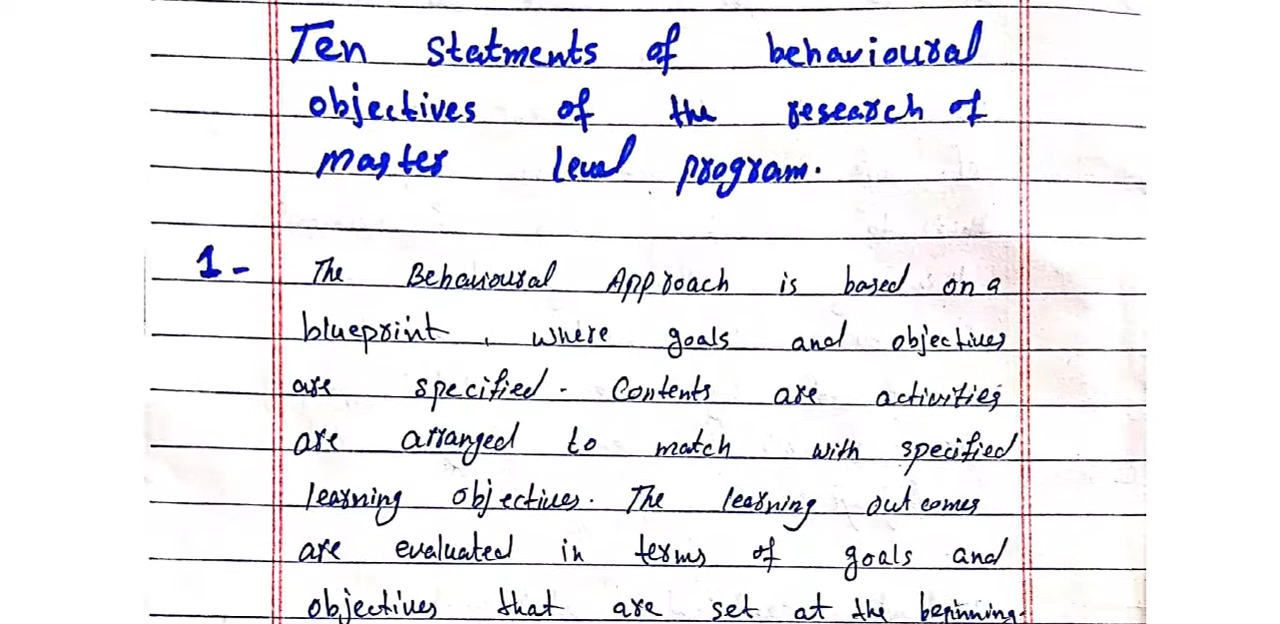 Ten statments of behavioural
objectives of the research of
master level program.
1- The Behavioural Approach is based on a
blueprint, where goals and objectives
are specified. Contents are activities
are arranged to match with specified
learning objectives. The learning outcomes
are evaluated in terms of goals and
objectives that are set at the beginning.